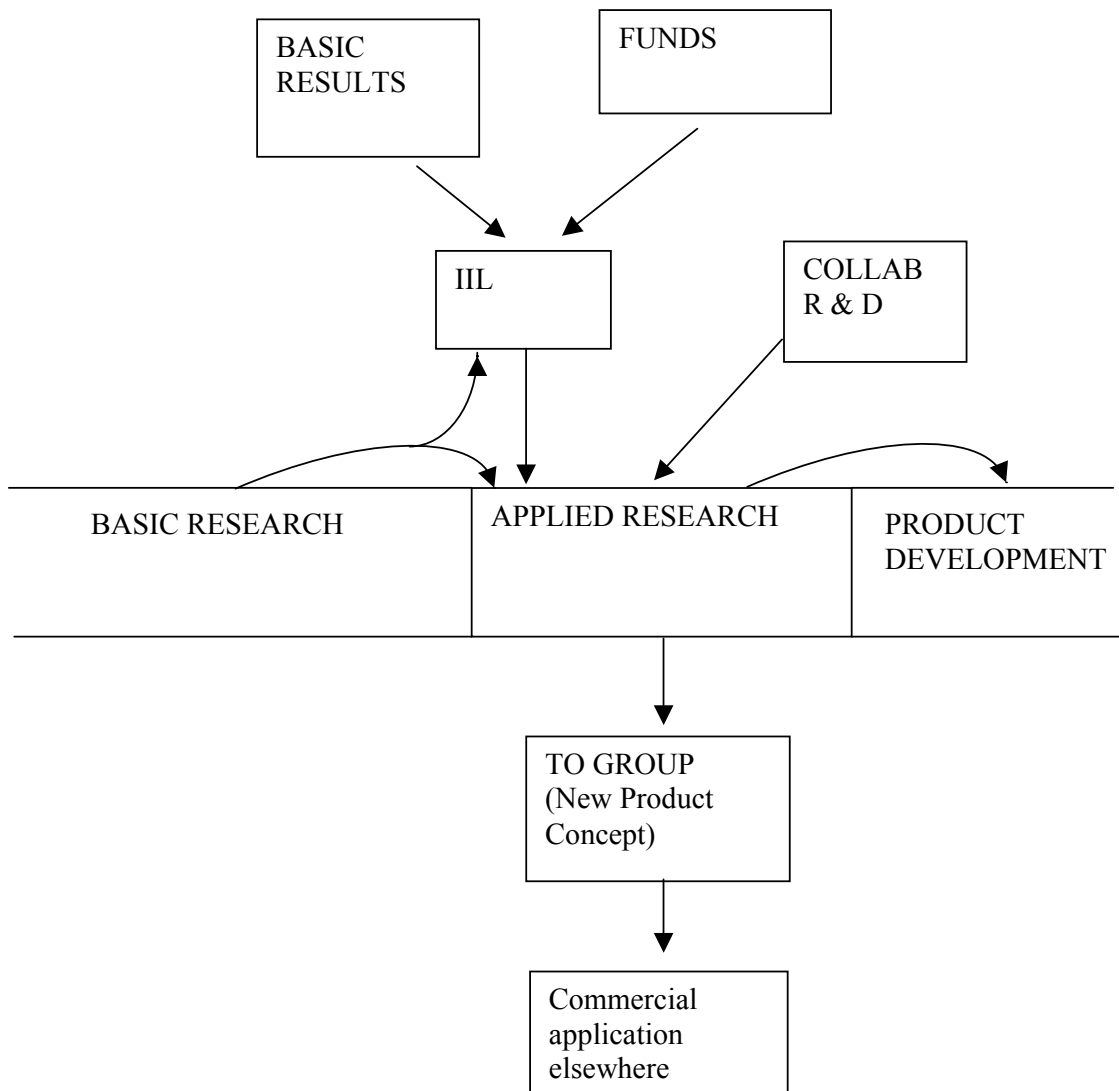 BASIC
RESULTS
FUNDS
IIL
COLLAB
R & D
BASIC RESEARCH
APPLIED RESEARCH
PRODUCT
DEVELOPMENT
TO GROUP
(New Product
Concept)
Commercial
application
elsewhere